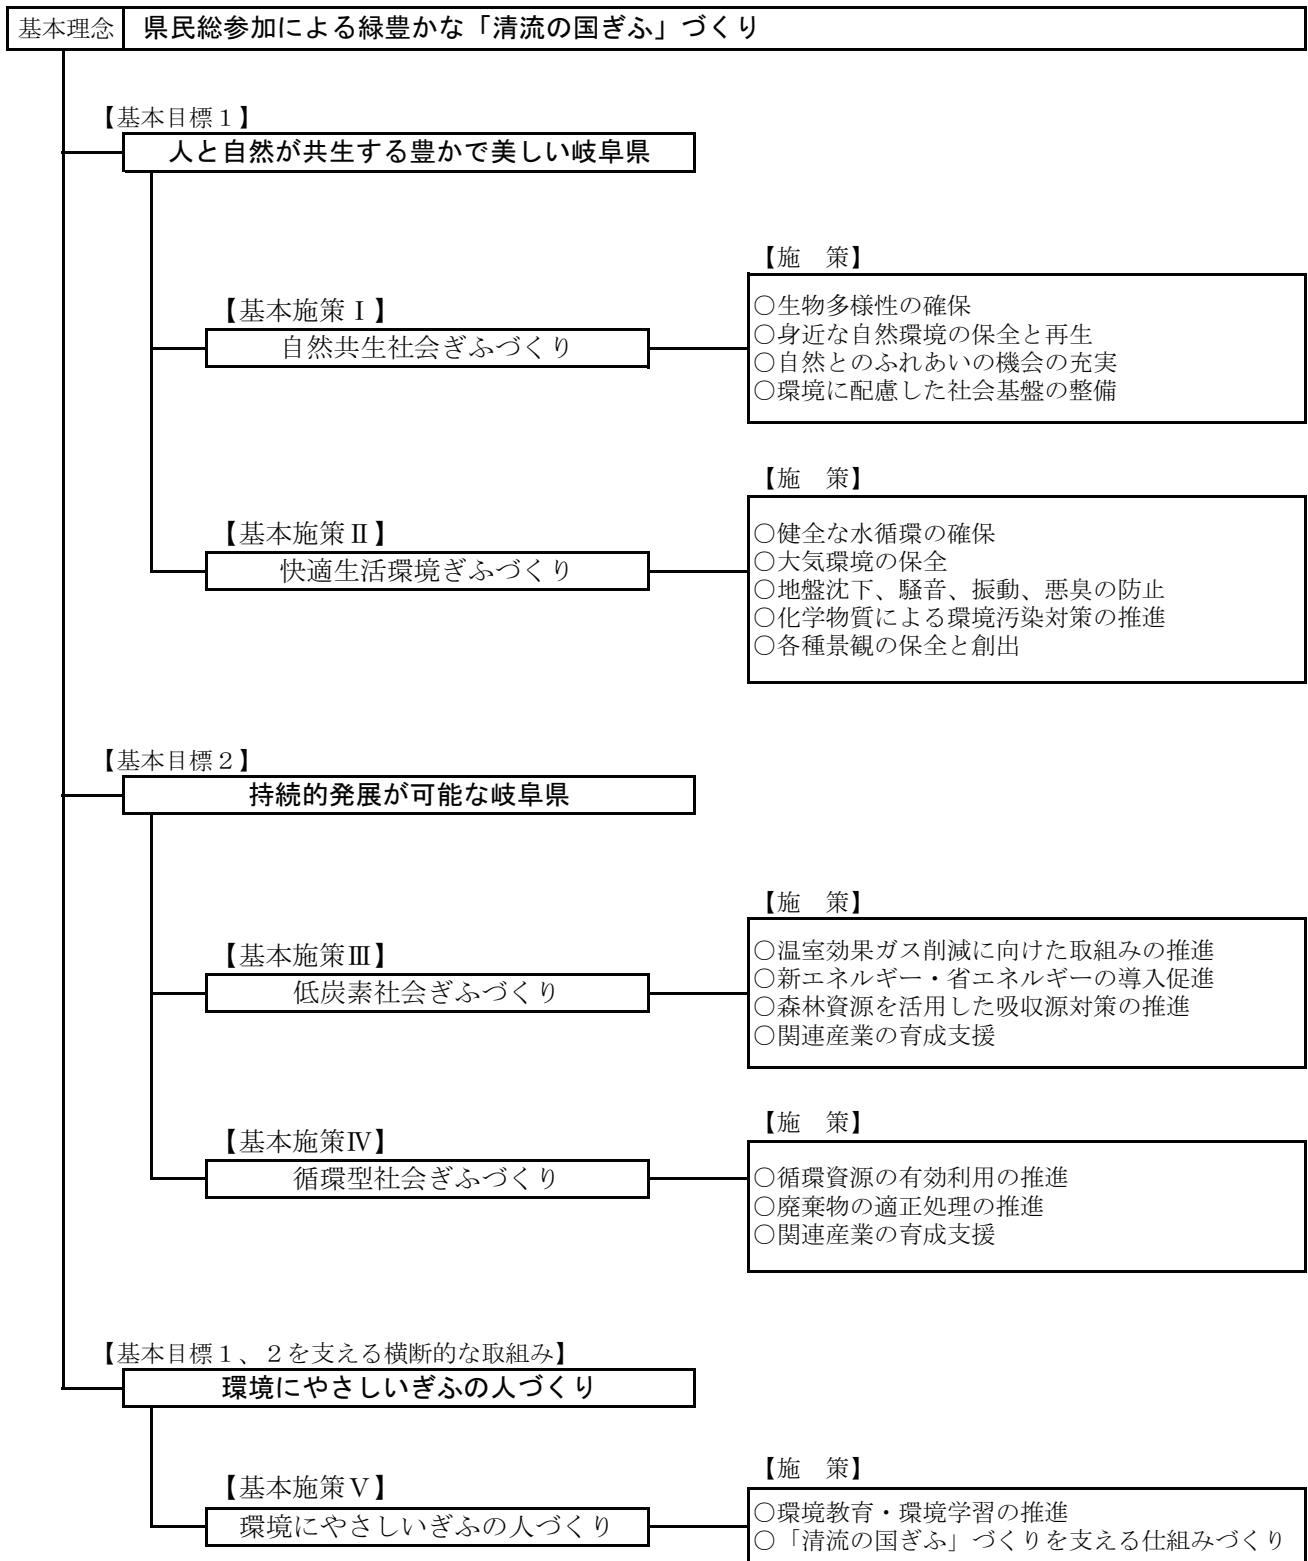 基本理念 県民総参加による緑豊かな「清流の国ぎふ」づくり
【基本目標１】
人と自然が共生する豊かで美しい岐阜県
【基本施策Ⅰ】
自然共生社会ぎふづくり
【施　策】
○生物多様性の確保
○身近な自然環境の保全と再生
○自然とのふれあいの機会の充実
○環境に配慮した社会基盤の整備
【基本施策Ⅱ】
快適生活環境ぎふづくり
【施　策】
○健全な水循環の確保
○大気環境の保全
○地盤沈下、騒音、振動、悪臭の防止
○化学物質による環境汚染対策の推進
○各種景観の保全と創出
【基本目標２】
持続的発展が可能な岐阜県
【基本施策Ⅲ】
低炭素社会ぎふづくり
【施　策】
○温室効果ガス削減に向けた取組みの推進
○新エネルギー・省エネルギーの導入促進
○森林資源を活用した吸収源対策の推進
○関連産業の育成支援
【基本施策Ⅳ】
循環型社会ぎふづくり
【施　策】
○循環資源の有効利用の推進
○廃棄物の適正処理の推進
○関連産業の育成支援
【基本目標１、２を支える横断的な取組み】
環境にやさしいぎふの人づくり
【基本施策Ⅴ】
環境にやさしいぎふの人づくり
【施　策】
○環境教育・環境学習の推進
○「清流の国ぎふ」づくりを支える仕組みづくり